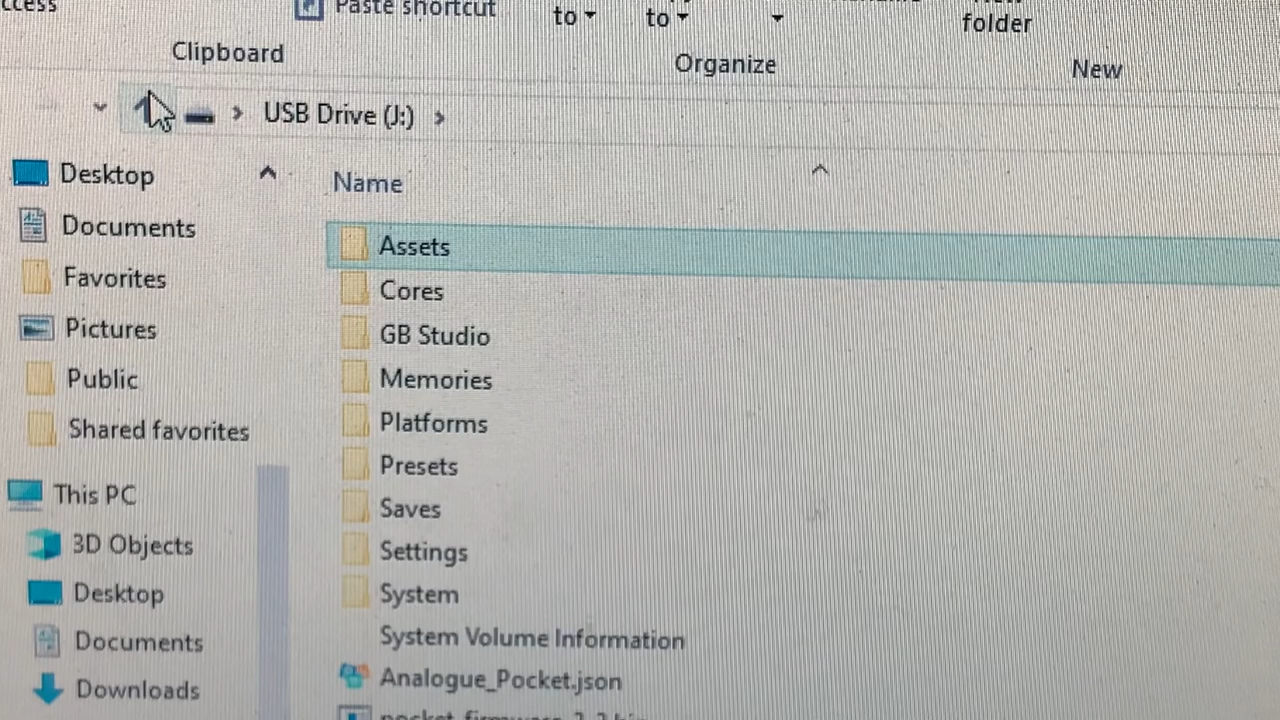 Paste shortcut
to
to
folder
Clipboard
Organize
New
USB Drive (J:)
Name
Desktop
Documents
Favorites
Pictures
Public
Shared favorites
This PC
3D Objects
Desktop
Documents
Downloads
Assets
Cores
GB Studio
Memories
Platforms
Presets
Saves
Settings
System
System Volume Information
Analogue_Pocket.json